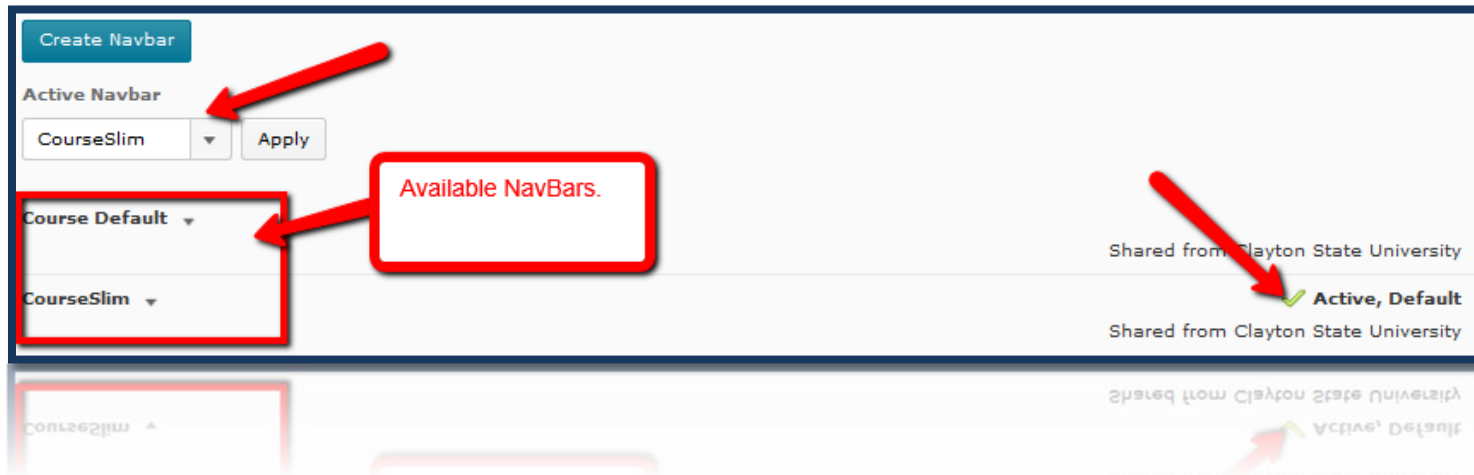 Create Navbar
Active Navbar
CourseSlim Apply
Available NavBars.
Course Default
Shared from Clayton State University
CourseSlim Active, Default
Shared from Clayton State University